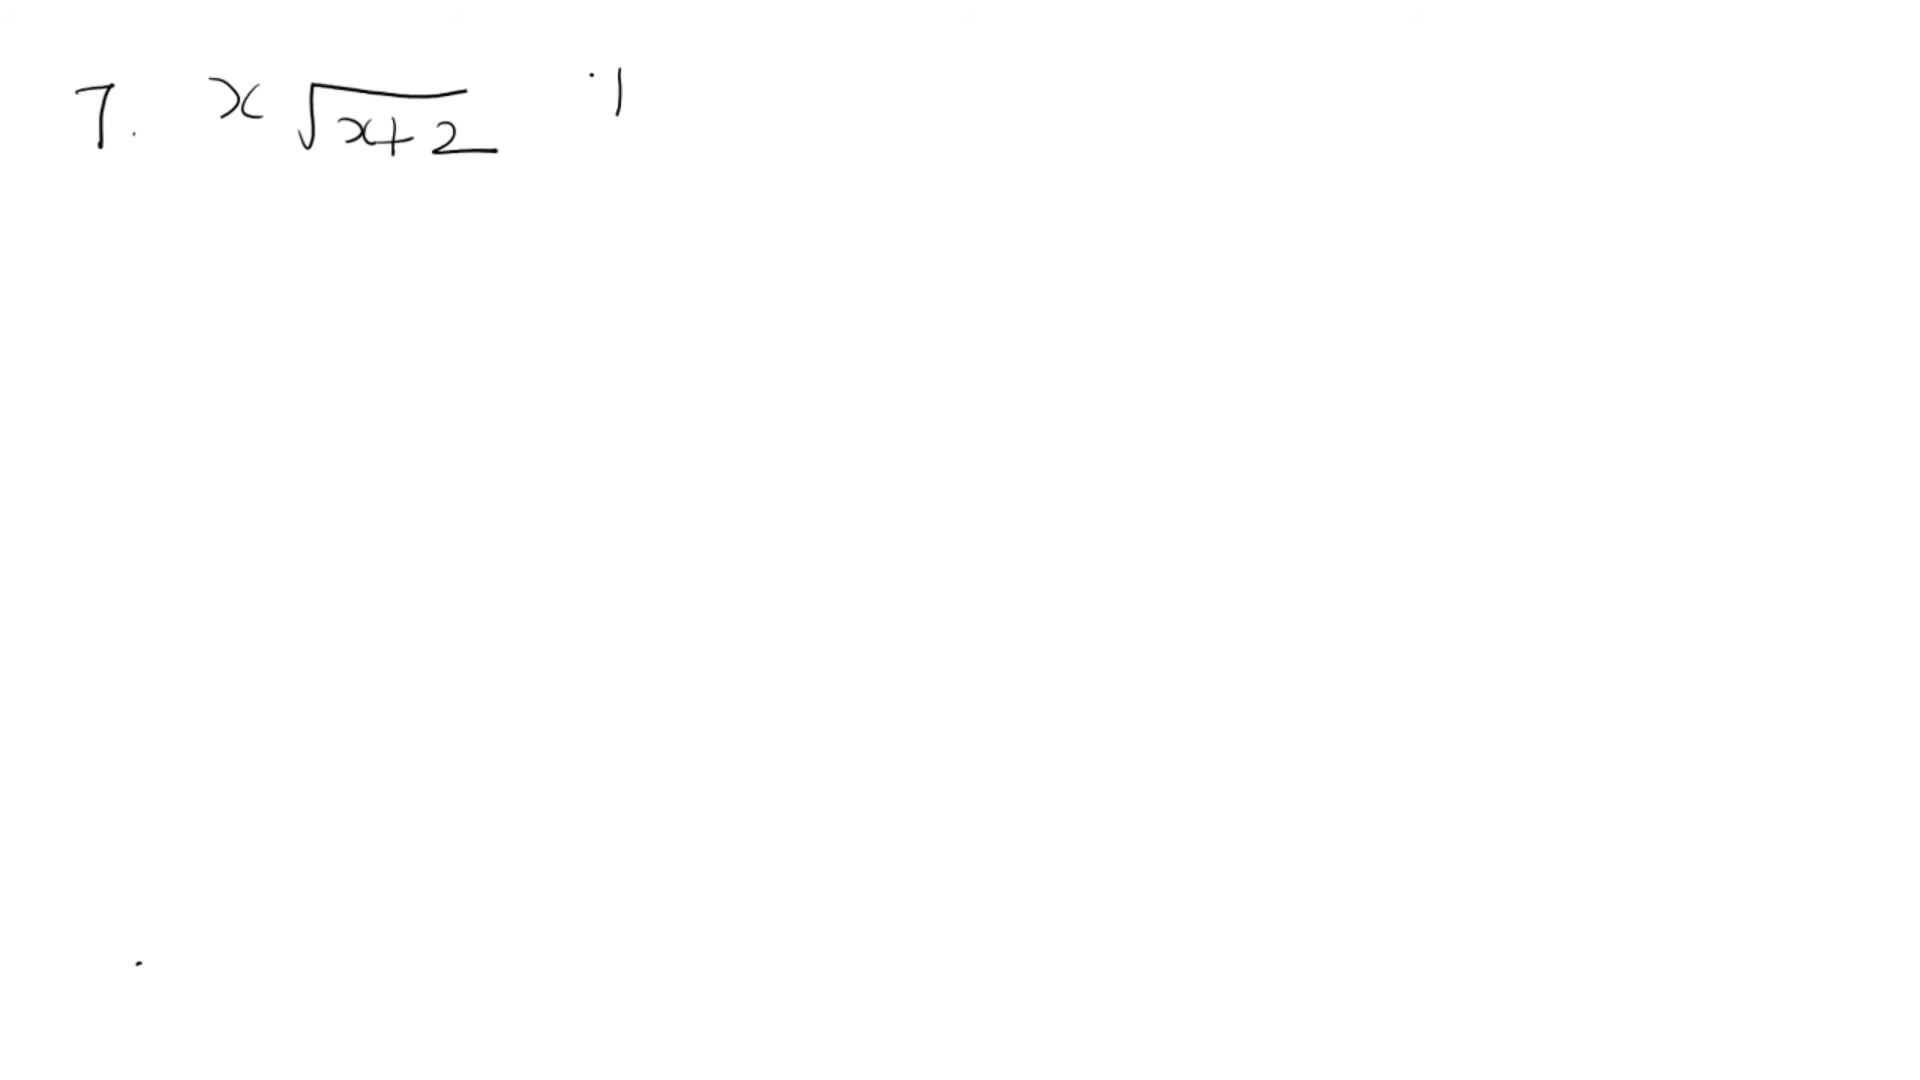 7. x √(x+2)